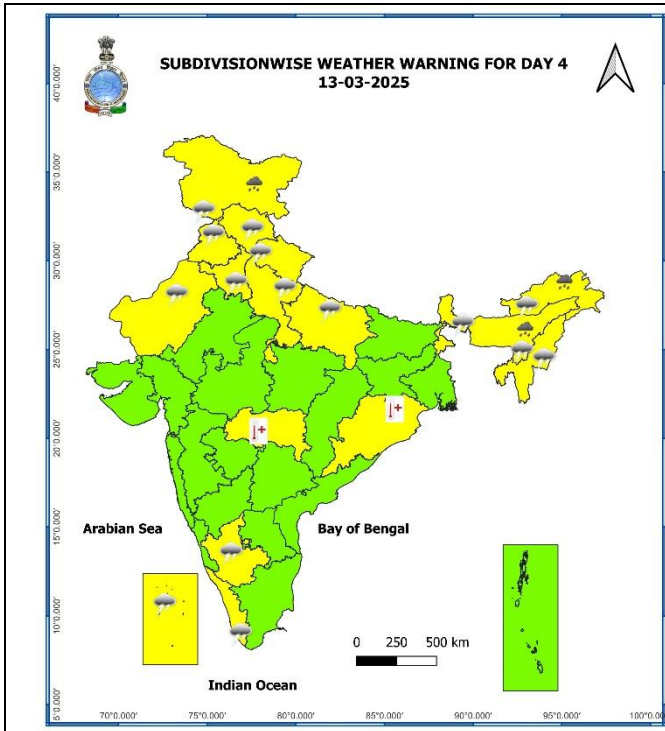 SUBDIVISIONWISE WEATHER WARNING FOR DAY 4
13-03-2025
40°0.000'
35°0.000'
30°0.000'
25°0.000'
20°0.000'
15°0.000'
10°0.000'
5°0.000'
Arabian Sea
Bay of Bengal
0 250 500 km
Indian Ocean
70°0.000' 75°0.000' 80°0.000' 85°0.000' 90°0.000' 95°0.000' 100°0.000'